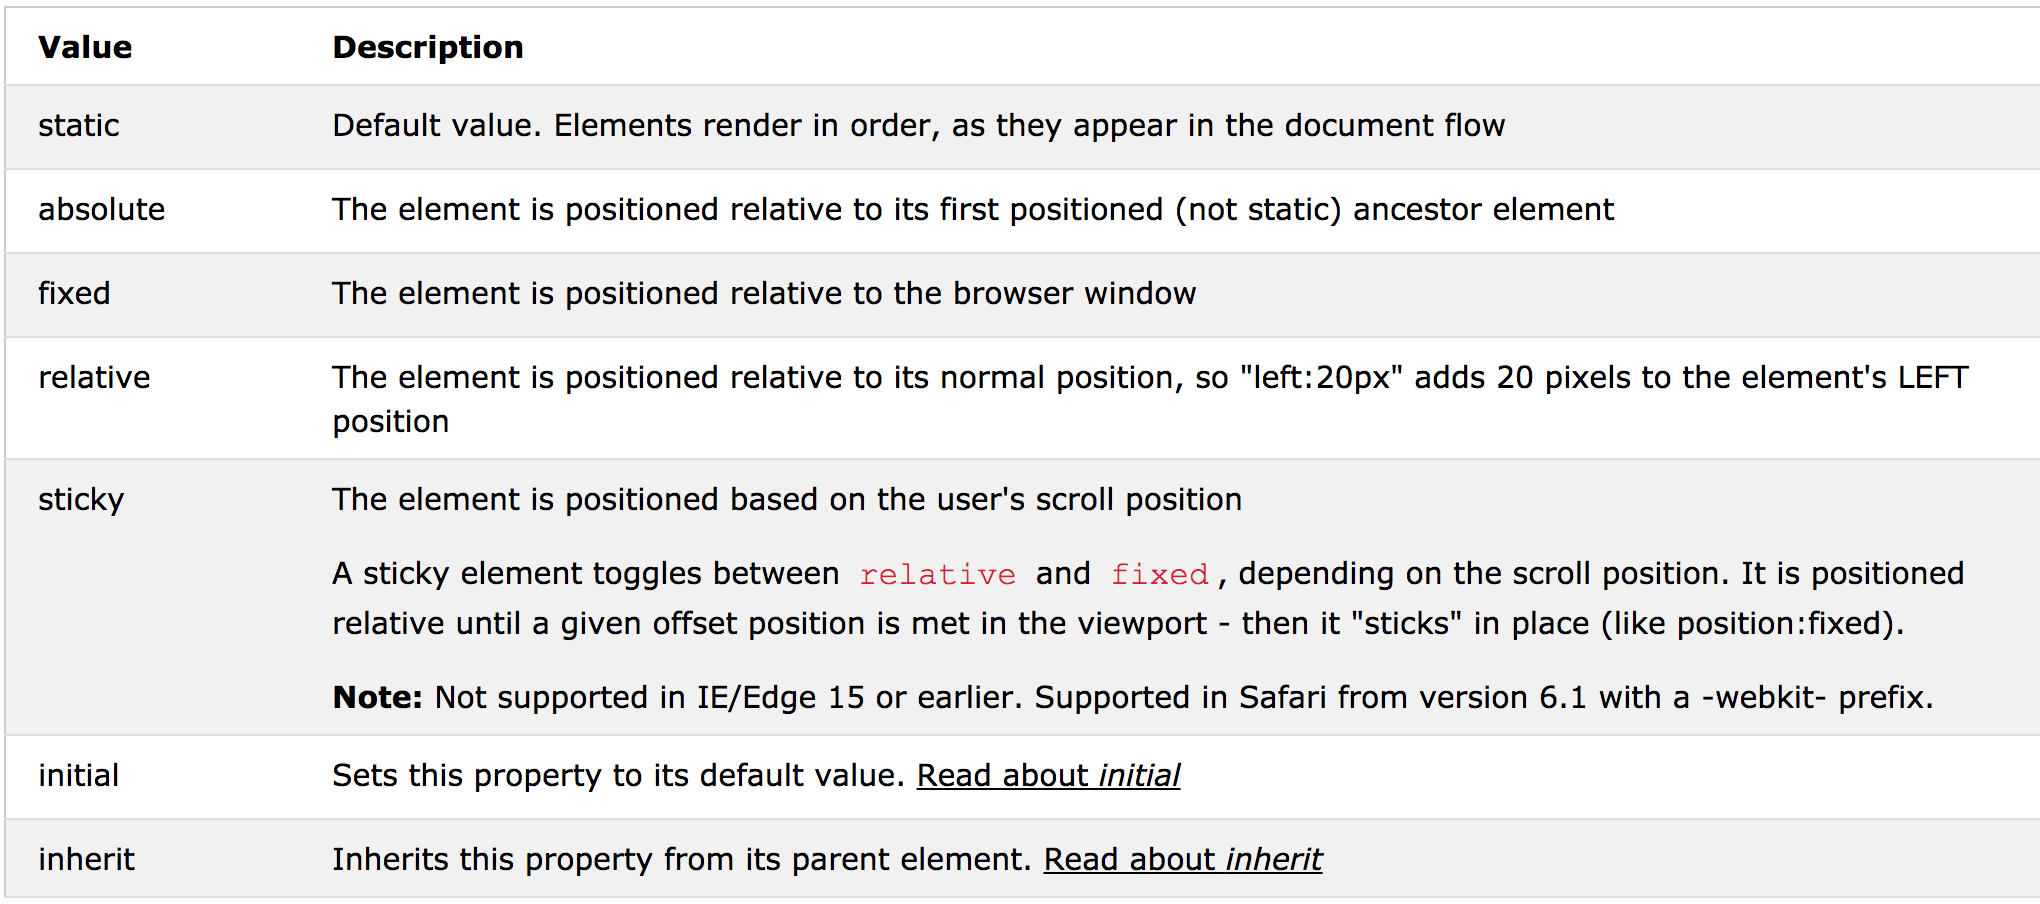 Value Description
static Default value. Elements render in order, as they appear in the document flow
absolute The element is positioned relative to its first positioned (not static) ancestor element
fixed The element is positioned relative to the browser window
relative The element is positioned relative to its normal position, so "left:20px" adds 20 pixels to the element's LEFT
position
sticky The element is positioned based on the user's scroll position
A sticky element toggles between relative and fixed, depending on the scroll position. It is positioned
relative until a given offset position is met in the viewport - then it "sticks" in place (like position:fixed).
Note: Not supported in IE/Edge 15 or earlier. Supported in Safari from version 6.1 with a -webkit- prefix.
initial Sets this property to its default value. Read about initial
inherit Inherits this property from its parent element. Read about inherit